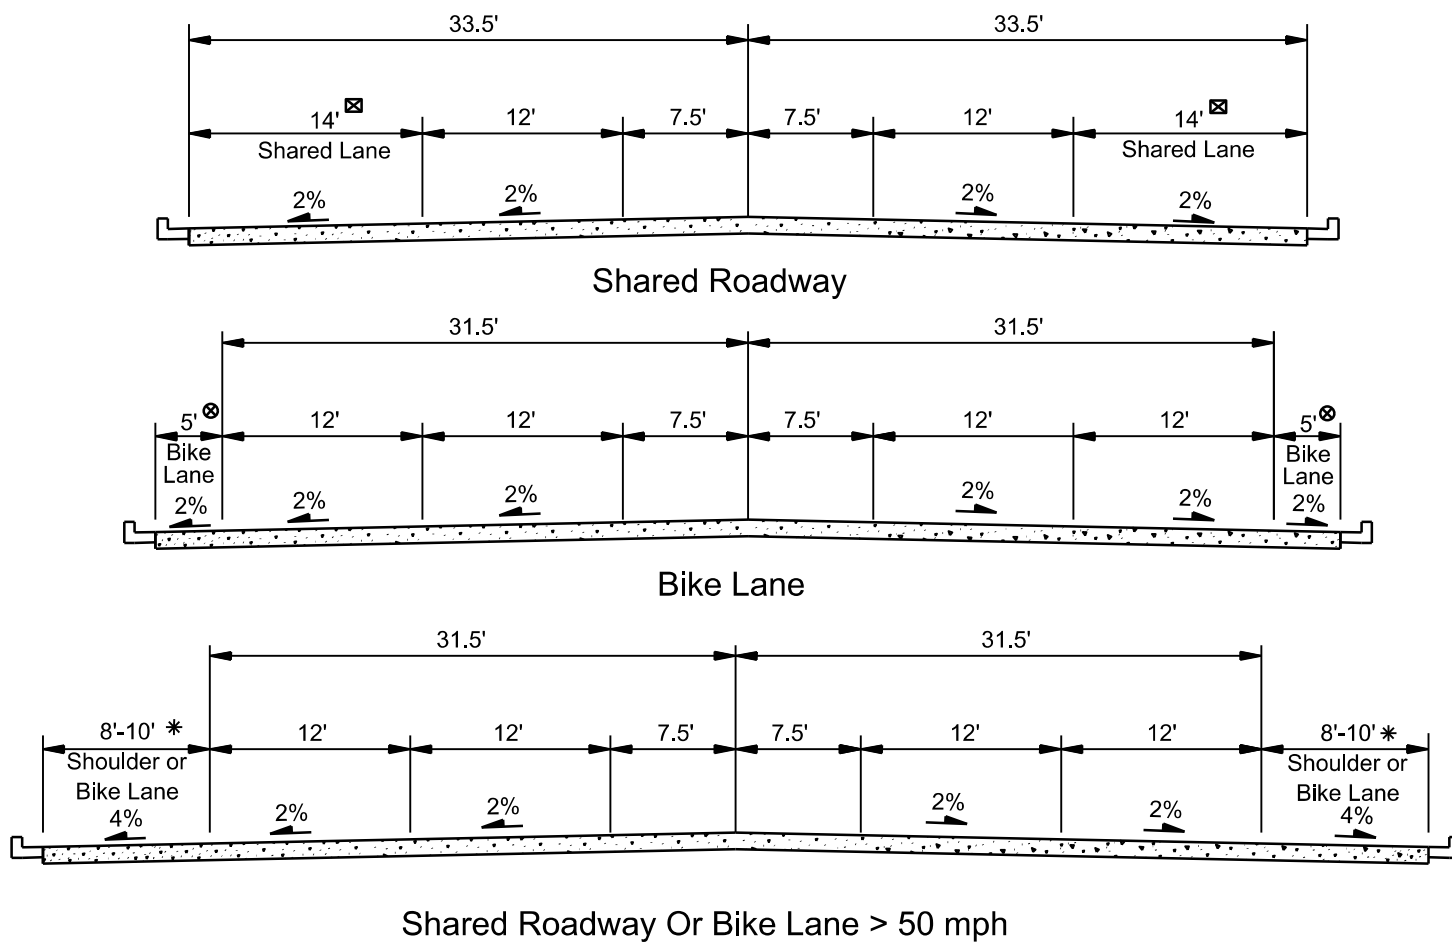 33.5' 33.5'
14' 12' 7.5' 7.5' 12' 14'
Shared Lane Shared Lane
2% 2% 2% 2%
Shared Roadway
31.5' 31.5'
5' 12' 12' 7.5' 7.5' 12' 12' 5'
Bike Bike
Lane Lane
2% 2% 2% 2% 2% 2%
Bike Lane
31.5' 31.5'
8'-10' * 12' 12' 7.5' 7.5' 12' 12' 8'-10' *
Shoulder or Shoulder or
Bike Lane Bike Lane
4% 2% 2% 2% 2% 4%
Shared Roadway Or Bike Lane > 50 mph